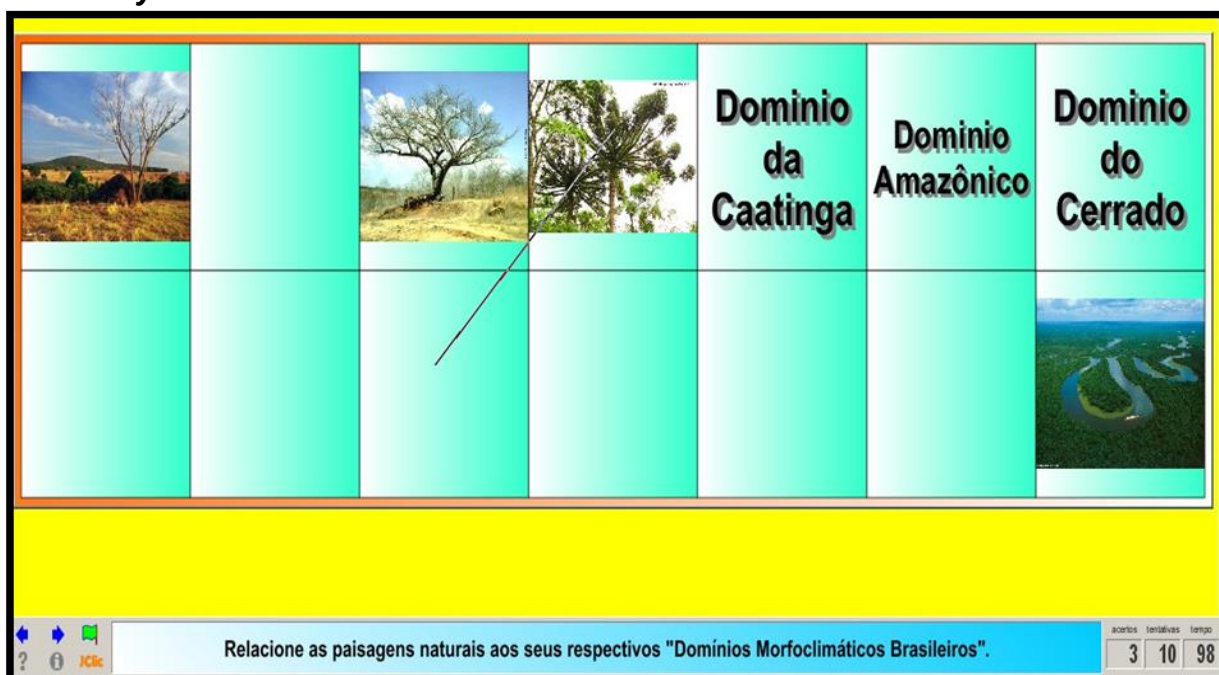 Dominio
da
Caatinga
Dominio
Amazônico
Dominio
do
Cerrado
JClic
Relacione as paisagens naturais aos seus respectivos "Domínios Morfoclimáticos Brasileiros".
acertos tentativas tempo
3 10 98